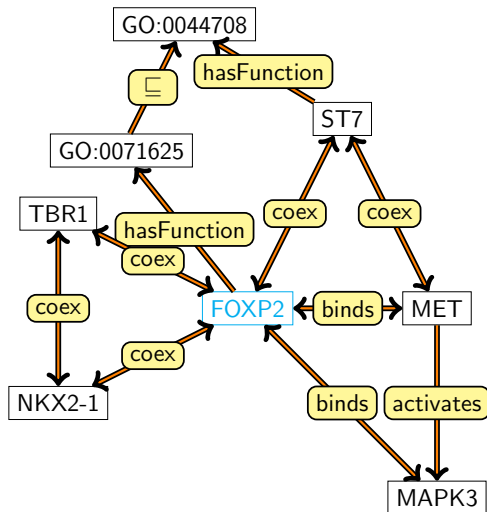 GO:0044708
hasFunction
⊑
ST7
GO:0071625
TBR1
hasFunction
coex
coex
coex
coex
FOXP2
binds
MET
coex
coex
NKX2-1
binds
activates
MAPK3